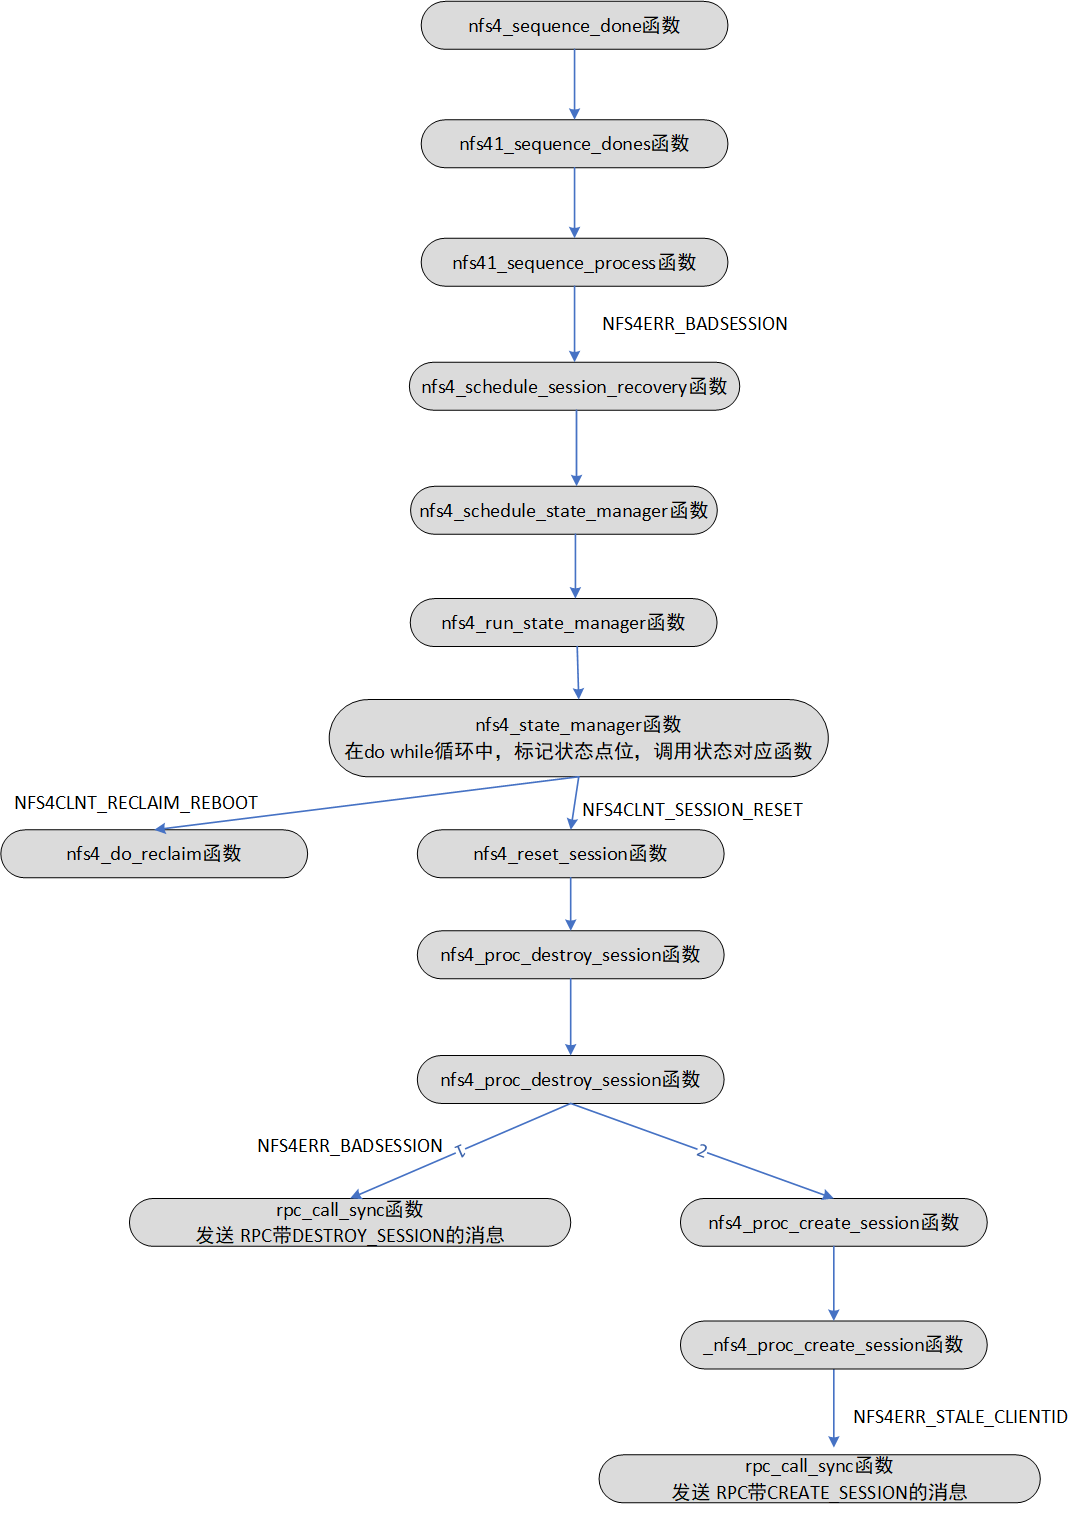 nfs4_sequence_done函数
nfs41_sequence_dones函数
nfs41_sequence_process函数
NFS4ERR_BADSESSION
nfs4_schedule_session_recovery函数
nfs4_schedule_state_manager函数
nfs4_run_state_manager函数
nfs4_state_manager函数
在do while循环中，标记状态点位，调用状态对应函数
NFS4CLNT_RECLAIM_REBOOT
NFS4CLNT_SESSION_RESET
nfs4_do_reclaim函数
nfs4_reset_session函数
nfs4_proc_destroy_session函数
nfs4_proc_destroy_session函数
NFS4ERR_BADSESSION
1
2
rpc_call_sync函数
发送 RPC带DESTROY_SESSION的消息
nfs4_proc_create_session函数
_nfs4_proc_create_session函数
NFS4ERR_STALE_CLIENTID
rpc_call_sync函数
发送 RPC带CREATE_SESSION的消息